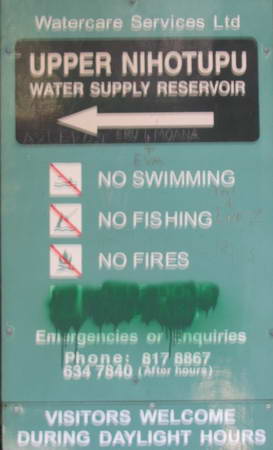 Watercare Services Ltd
UPPER NIHOTUPU
WATER SUPPLY RESERVOIR
NO SWIMMING
NO FISHING
NO FIRES
Emergencies or Enquiries
Phone: 817 8867
634 7840 (After hours)
VISITORS WELCOME
DURING DAYLIGHT HOURS